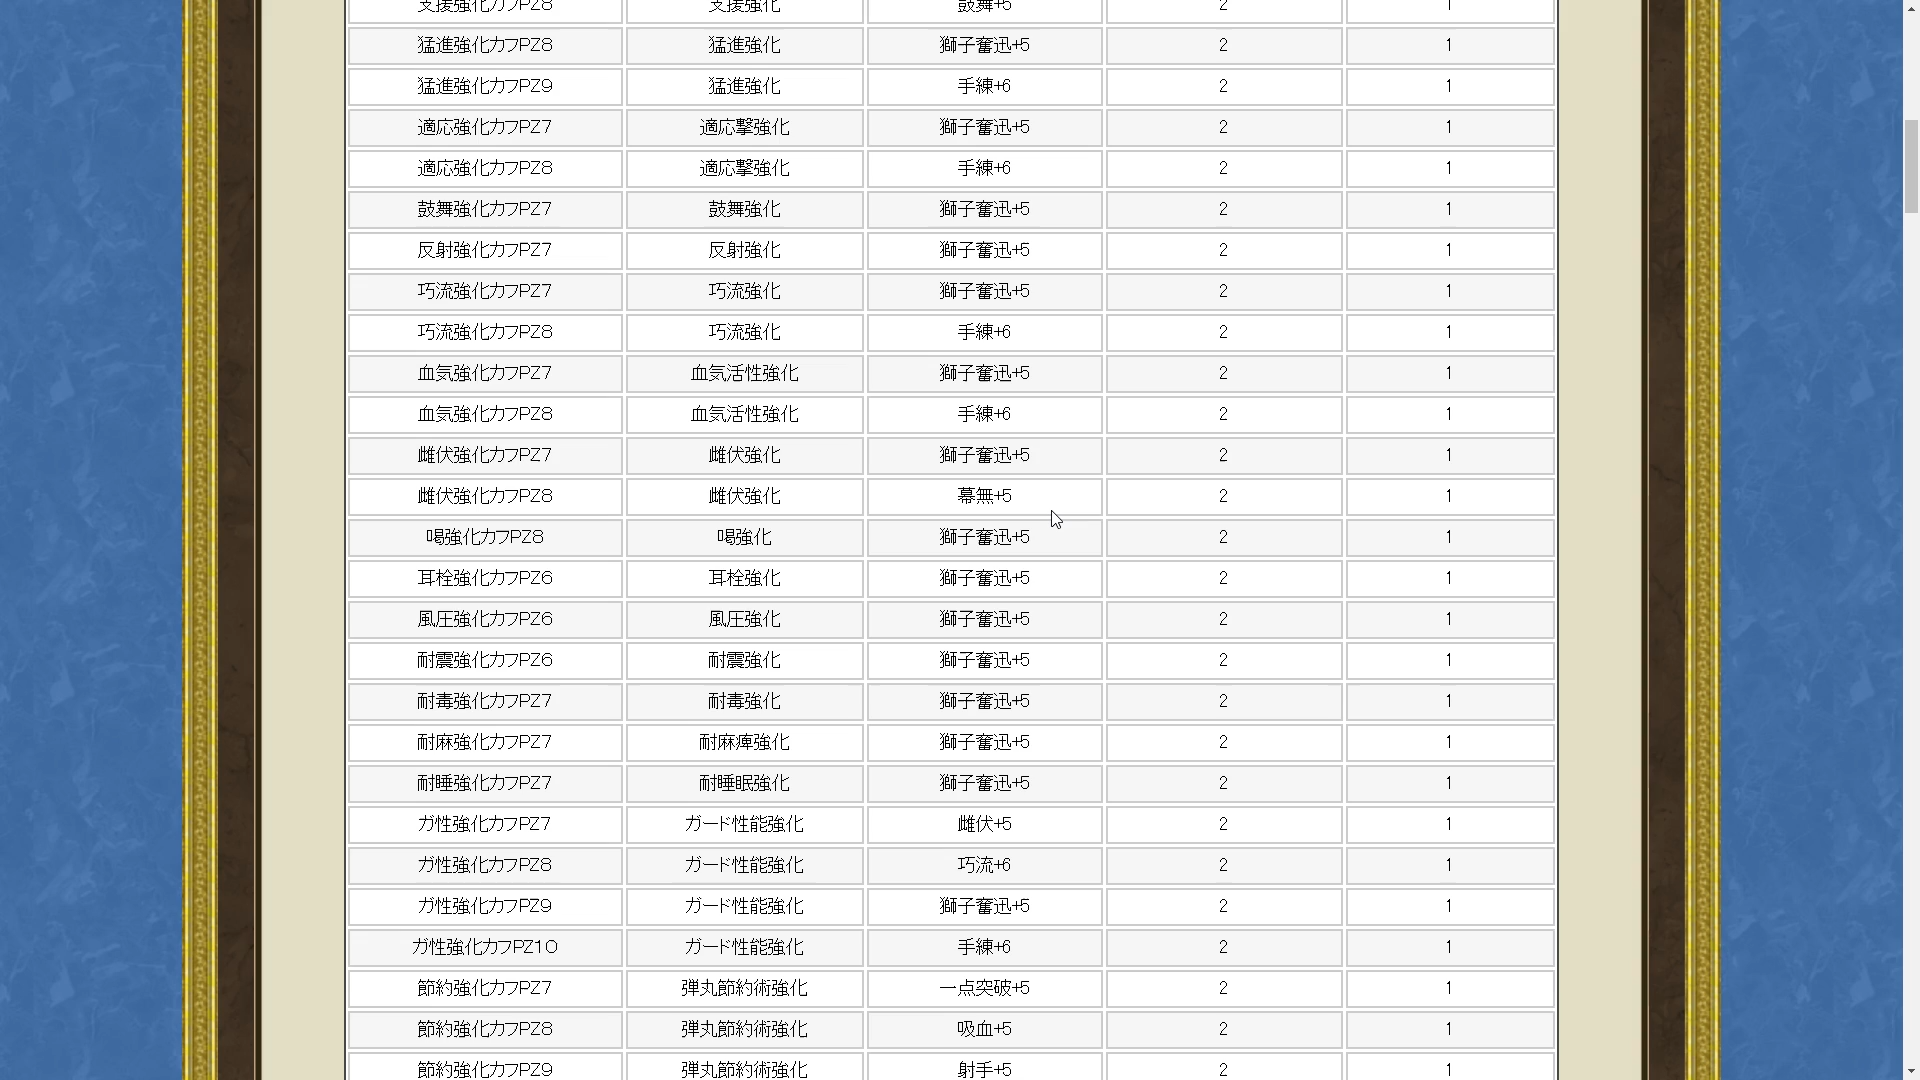 支援強化カフPZ8 支援強化 鼓舞+5 2 1
猛進強化カフPZ8 猛進強化 獅子奮迅+5 2 1
猛進強化カフPZ9 猛進強化 手練+6 2 1
適応強化カフPZ7 適応撃強化 獅子奮迅+5 2 1
適応強化カフPZ8 適応撃強化 手練+6 2 1
鼓舞強化カフPZ7 鼓舞強化 獅子奮迅+5 2 1
反射強化カフPZ7 反射強化 獅子奮迅+5 2 1
巧流強化カフPZ7 巧流強化 獅子奮迅+5 2 1
巧流強化カフPZ8 巧流強化 手練+6 2 1
血気強化カフPZ7 血気活性強化 獅子奮迅+5 2 1
血気強化カフPZ8 血気活性強化 手練+6 2 1
雌伏強化カフPZ7 雌伏強化 獅子奮迅+5 2 1
雌伏強化カフPZ8 雌伏強化 幕無+5 2 1
喝強化カフPZ8 喝強化 獅子奮迅+5 2 1
耳栓強化カフPZ6 耳栓強化 獅子奮迅+5 2 1
風圧強化カフPZ6 風圧強化 獅子奮迅+5 2 1
耐震強化カフPZ6 耐震強化 獅子奮迅+5 2 1
耐毒強化カフPZ7 耐毒強化 獅子奮迅+5 2 1
耐麻強化カフPZ7 耐麻痺強化 獅子奮迅+5 2 1
耐睡強化カフPZ7 耐睡眠強化 獅子奮迅+5 2 1
ガ性強化カフPZ7 ガード性能強化 雌伏+5 2 1
ガ性強化カフPZ8 ガード性能強化 巧流+6 2 1
ガ性強化カフPZ9 ガード性能強化 獅子奮迅+5 2 1
ガ性強化カフPZ10 ガード性能強化 手練+6 2 1
節約強化カフPZ7 弾丸節約術強化 一点突破+5 2 1
節約強化カフPZ8 弾丸節約術強化 吸血+5 2 1
節約強化カフPZ9 弾丸節約術強化 射手+5 2 1